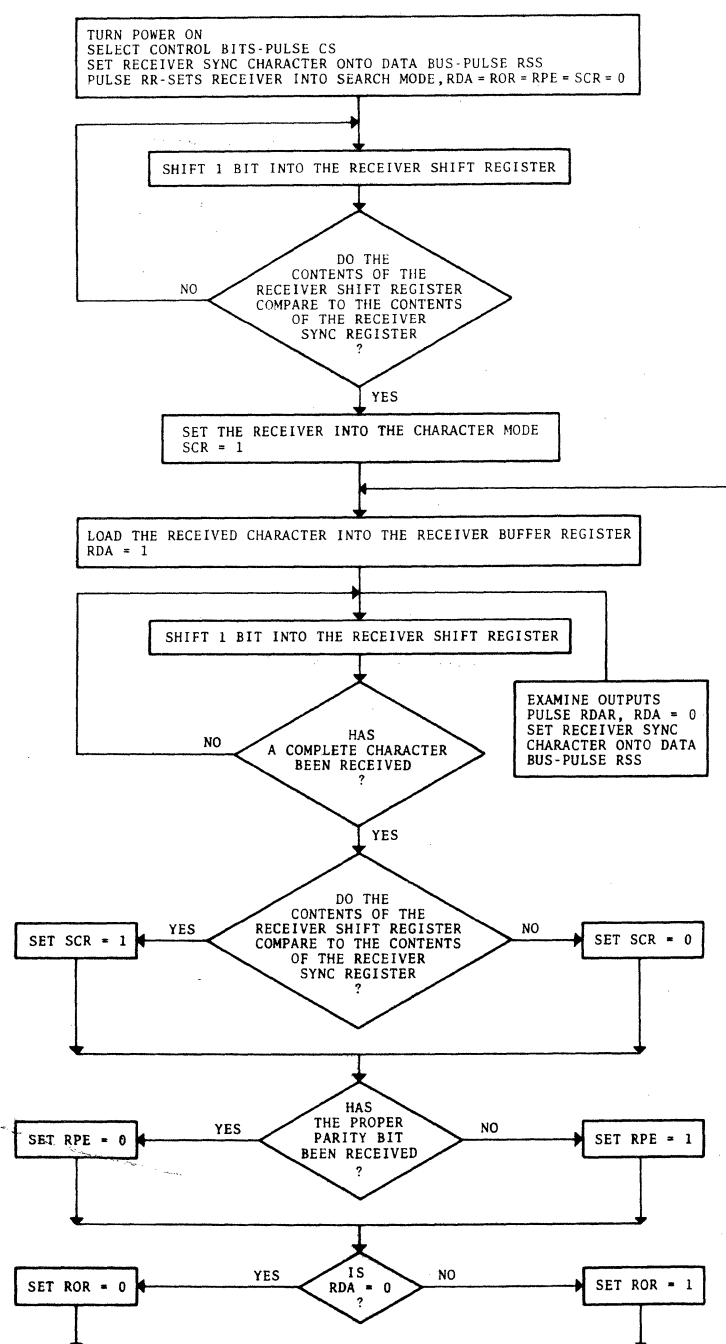 TURN POWER ON
SELECT CONTROL BITS-PULSE CS
SET RECEIVER SYNC CHARACTER ONTO DATA BUS-PULSE RSS
PULSE RR-SETS RECEIVER INTO SEARCH MODE,RDA = ROR = RPE = SCR = 0
SHIFT 1 BIT INTO THE RECEIVER SHIFT REGISTER
DO THE
CONTENTS OF THE
RECEIVER SHIFT REGISTER
COMPARE TO THE CONTENTS
OF THE RECEIVER
SYNC REGISTER
?
NO
YES
SET THE RECEIVER INTO THE CHARACTER MODE
SCR = 1
LOAD THE RECEIVED CHARACTER INTO THE RECEIVER BUFFER REGISTER
RDA = 1
SHIFT 1 BIT INTO THE RECEIVER SHIFT REGISTER
EXAMINE OUTPUTS
PULSE RDAR, RDA = 0
SET RECEIVER SYNC
CHARACTER ONTO DATA
BUS-PULSE RSS
HAS
A COMPLETE CHARACTER
BEEN RECEIVED
?
NO
YES
DO THE
CONTENTS OF THE
RECEIVER SHIFT REGISTER
COMPARE TO THE CONTENTS
OF THE RECEIVER
SYNC REGISTER
?
YES
NO
SET SCR = 1
SET SCR = 0
HAS
THE PROPER
PARITY BIT
BEEN RECEIVED
?
YES
NO
SET RPE = 0
SET RPE = 1
IS
RDA = 0
?
YES
NO
SET ROR = 0
SET ROR = 1